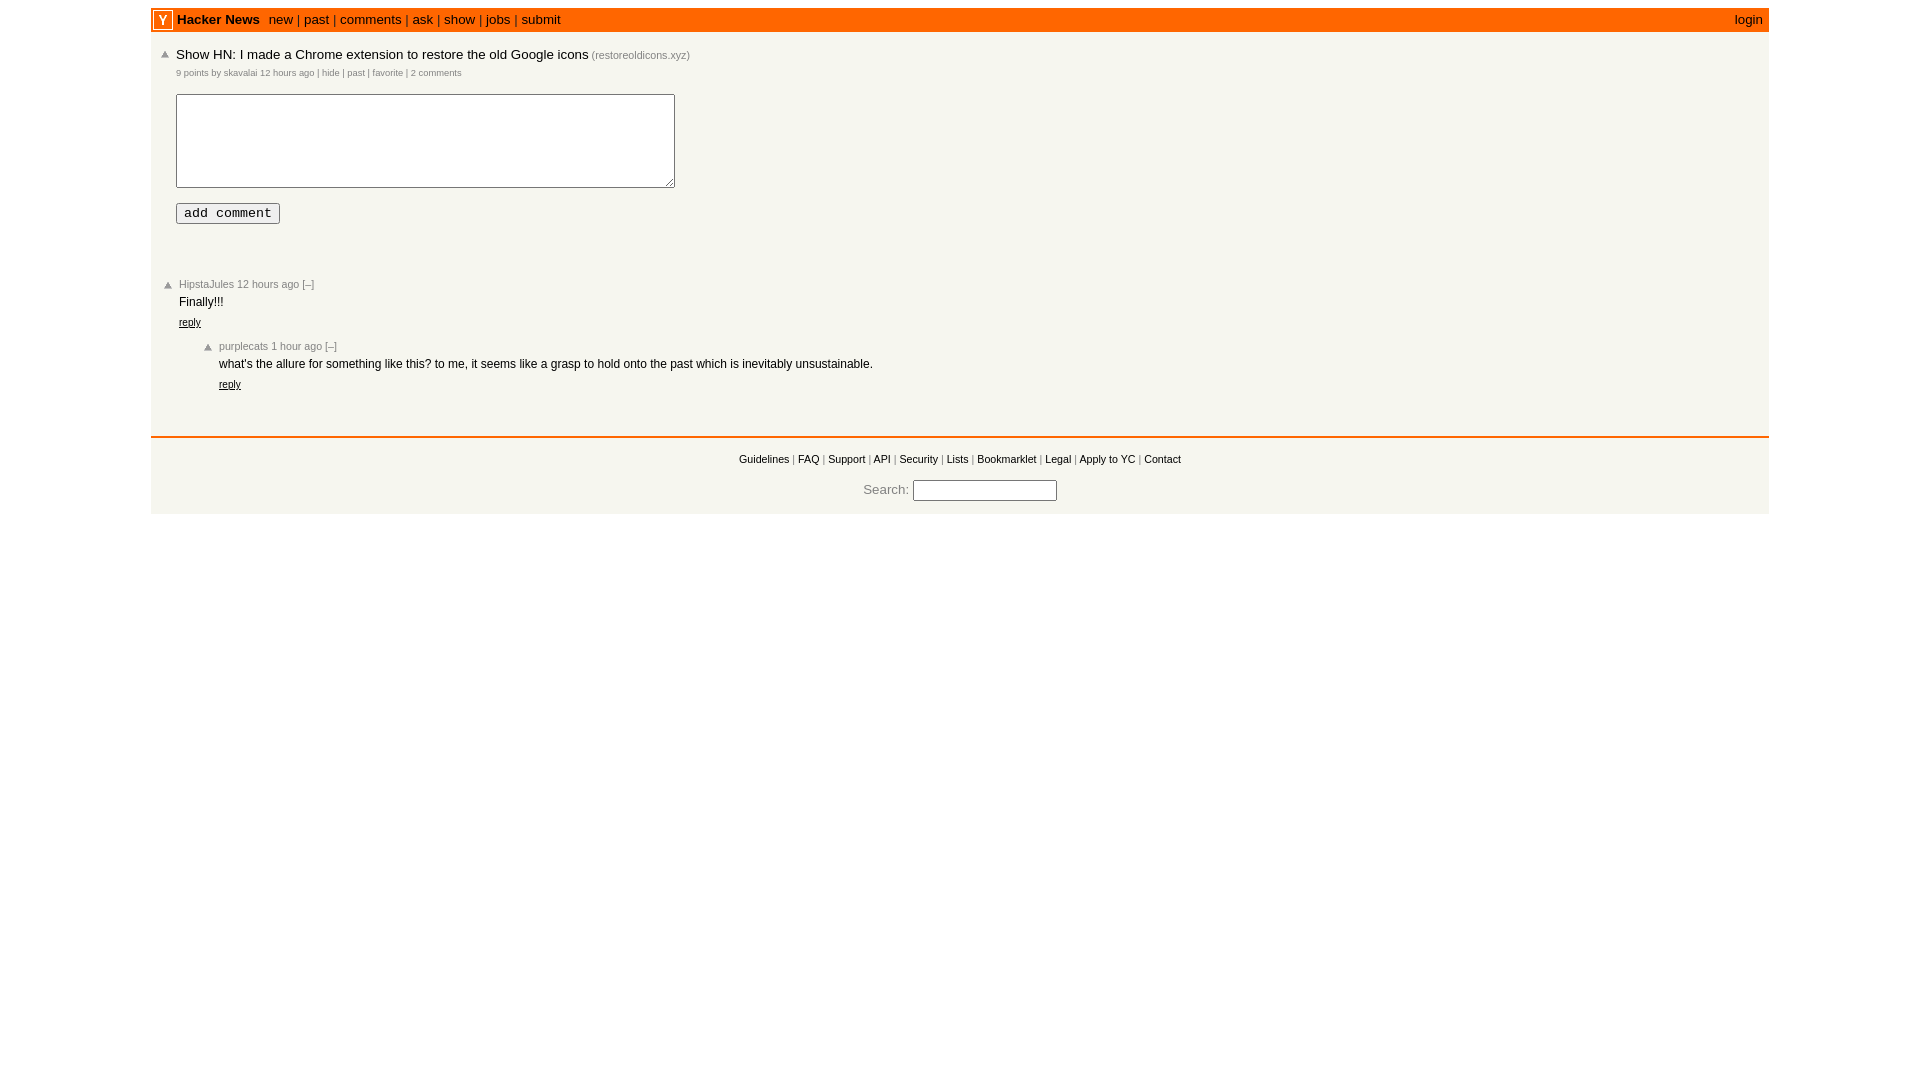 Y Hacker News new | past | comments | ask | show | jobs | submit login
Show HN: I made a Chrome extension to restore the old Google icons (restoreoldicons.xyz)
9 points by skavalai 12 hours ago | hide | past | favorite | 2 comments
add comment
HipstaJules 12 hours ago [–]
Finally!!!
reply
purplecats 1 hour ago [–]
what's the allure for something like this? to me, it seems like a grasp to hold onto the past which is inevitably unsustainable.
reply
Guidelines | FAQ | Support | API | Security | Lists | Bookmarklet | Legal | Apply to YC | Contact
Search: